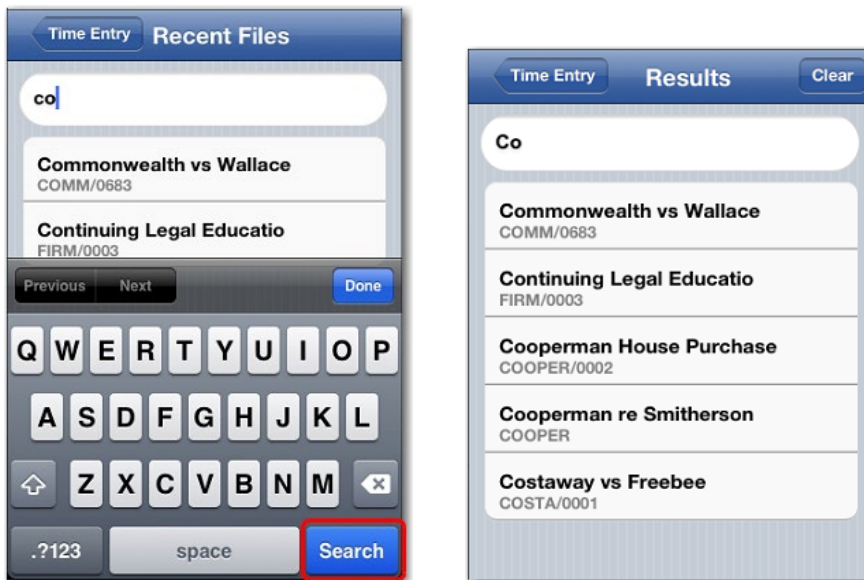 Time Entry Recent Files
co
Commonwealth vs Wallace
COMM/0683
Continuing Legal Educatio
FIRM/0003
Previous Next Done
Q W E R T Y U I O P
A S D F G H J K L
Z X C V B N M
.?123 space Search
Time Entry Results Clear
Co
Commonwealth vs Wallace
COMM/0683
Continuing Legal Educatio
FIRM/0003
Cooperman House Purchase
COOPER/0002
Cooperman re Smitherson
COOPER
Costaway vs Freebee
COSTA/0001